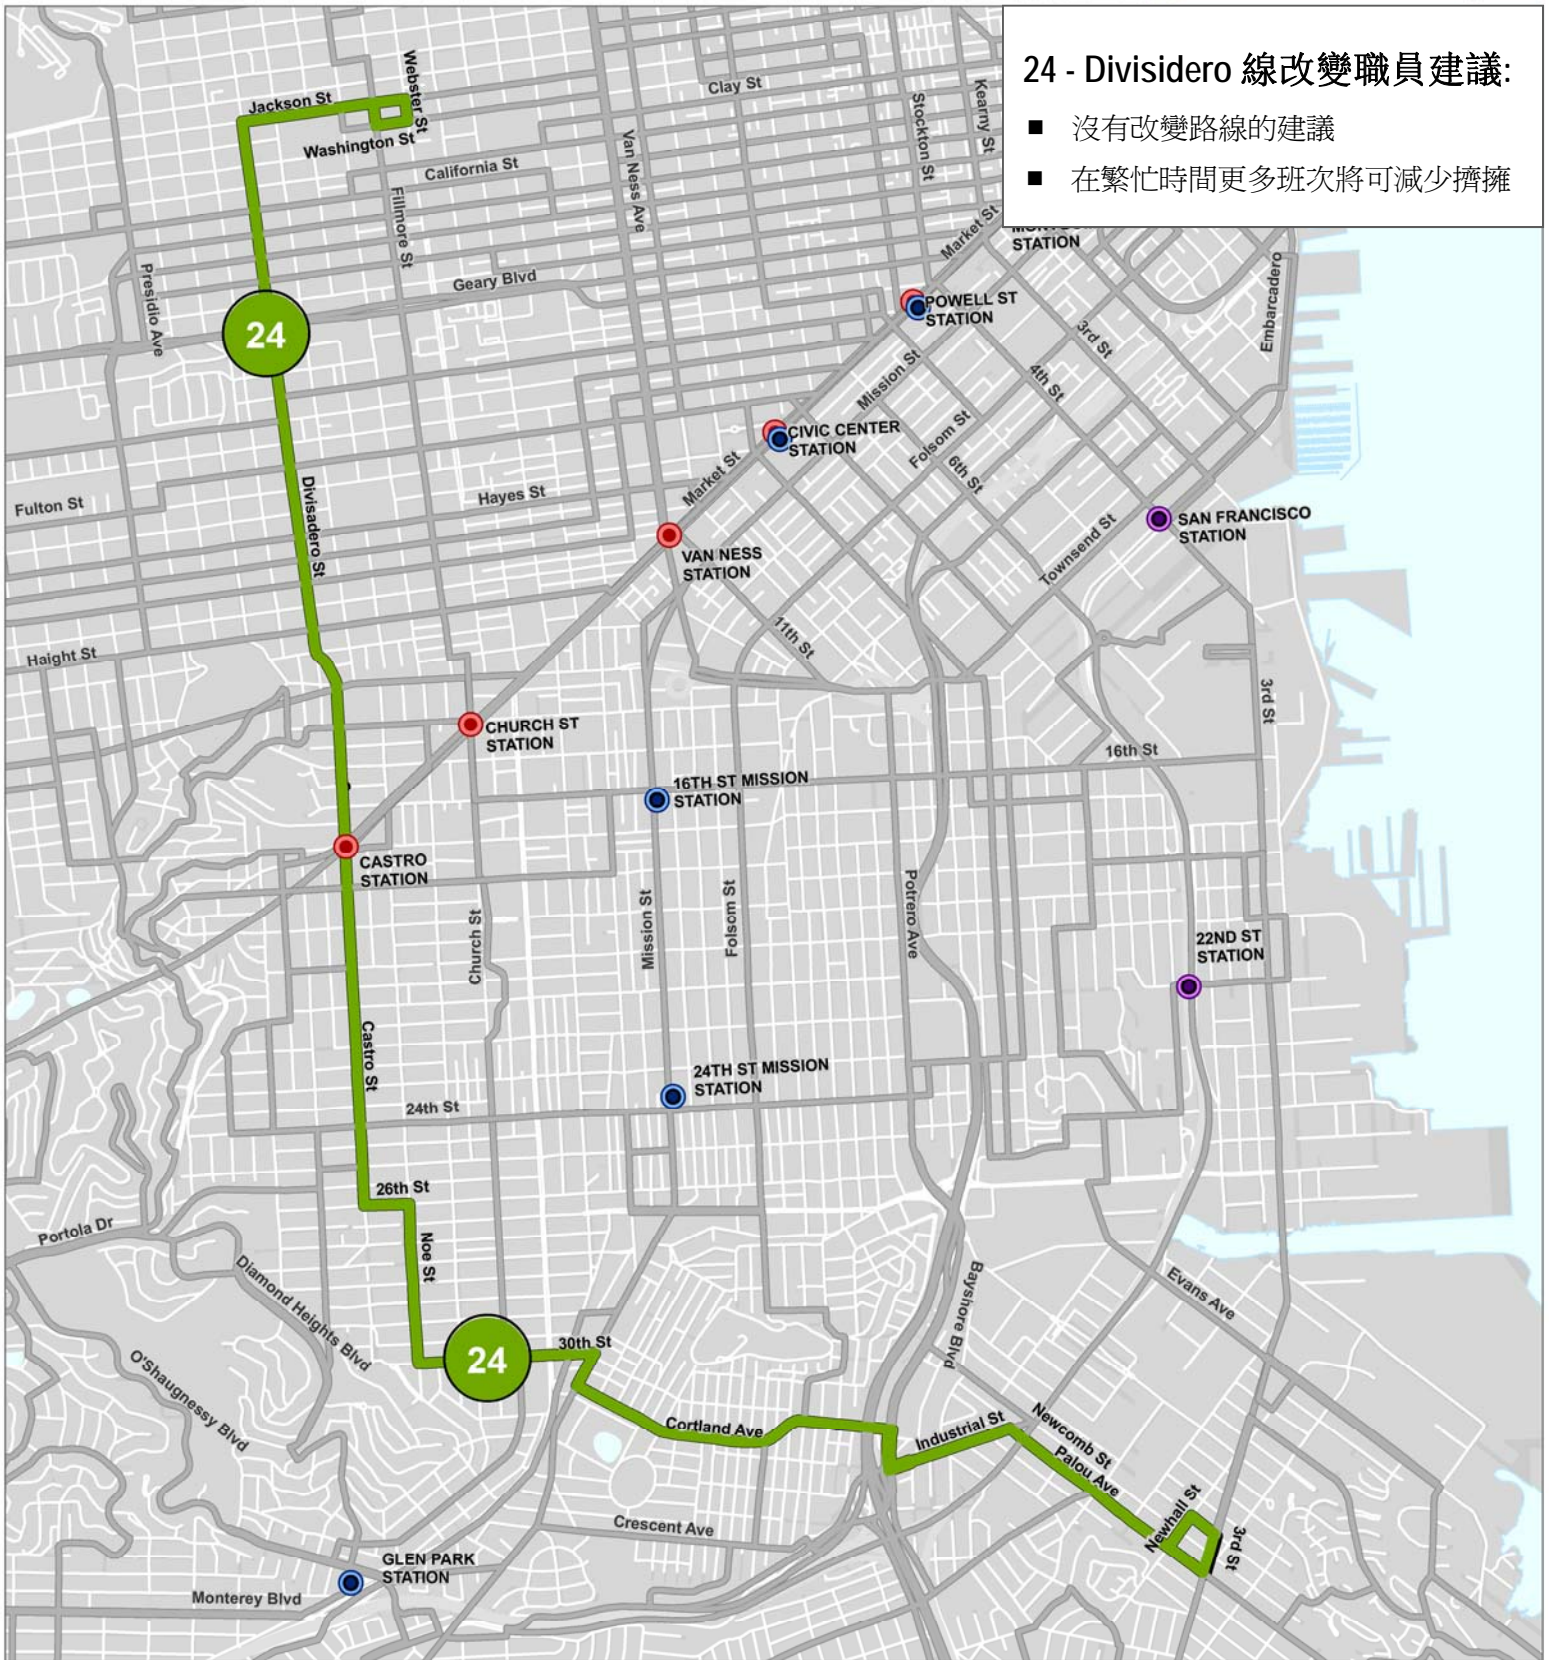 24 - Divisidero 線改變職員建議:
■ 沒有改變路線的建議
■ 在繁忙時間更多班次將可減少擠擁
Webster St
Jackson St
Washington St
Clay St
California St
Van Ness Ave
Stockton St
Kearny St
Fillmore St
Market St
STATION
Presidio Ave
Geary Blvd
Embarcadero
24
POWELL ST
STATION
3rd St
4th St
Mission St
CIVIC CENTER
STATION
Folsom St
6th St
Market St
Fulton St
Divisadero St
Hayes St
SAN FRANCISCO
STATION
VAN NESS
STATION
Townsend St
11th St
Haight St
3rd St
CHURCH ST
STATION
16th St
16TH ST MISSION
STATION
CASTRO
STATION
Church St
Mission St
Folsom St
Potrero Ave
22ND ST
STATION
Castro St
24TH ST MISSION
STATION
24th St
26th St
Portola Dr
Noe St
Diamond Heights Blvd
Bayshore Blvd
Evans Ave
O'Shaugnessy Blvd
24
30th St
Cortland Ave
Industrial St
Newcomb St
Palou Ave
Newhall St
3rd St
Crescent Ave
GLEN PARK
STATION
Monterey Blvd